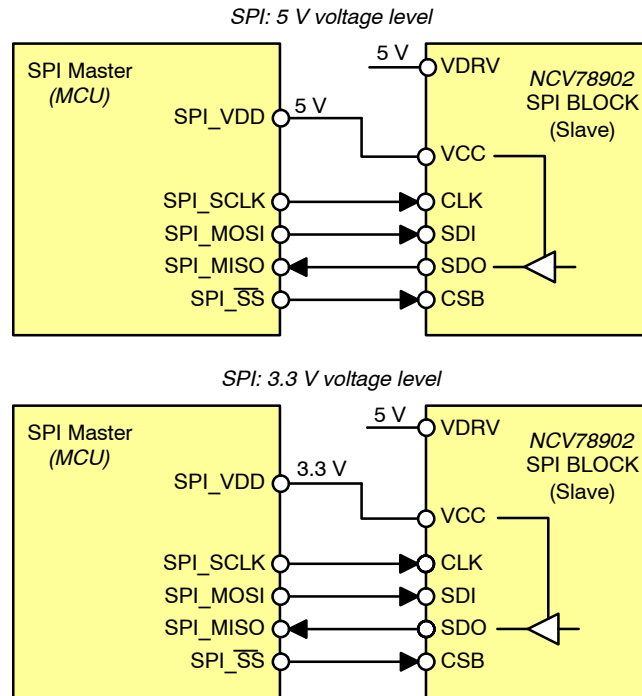 SPI: 5 V voltage level
SPI Master
(MCU)
5 V
VDRV
NCV78902
SPI BLOCK
(Slave)
SPI_VDD
5 V
VCC
SPI_SCLK
CLK
SPI_MOSI
SDI
SPI_MISO
SDO
SPI_SS
CSB
SPI: 3.3 V voltage level
SPI Master
(MCU)
5 V
VDRV
NCV78902
SPI BLOCK
(Slave)
SPI_VDD
3.3 V
VCC
SPI_SCLK
CLK
SPI_MOSI
SDI
SPI_MISO
SDO
SPI_SS
CSB